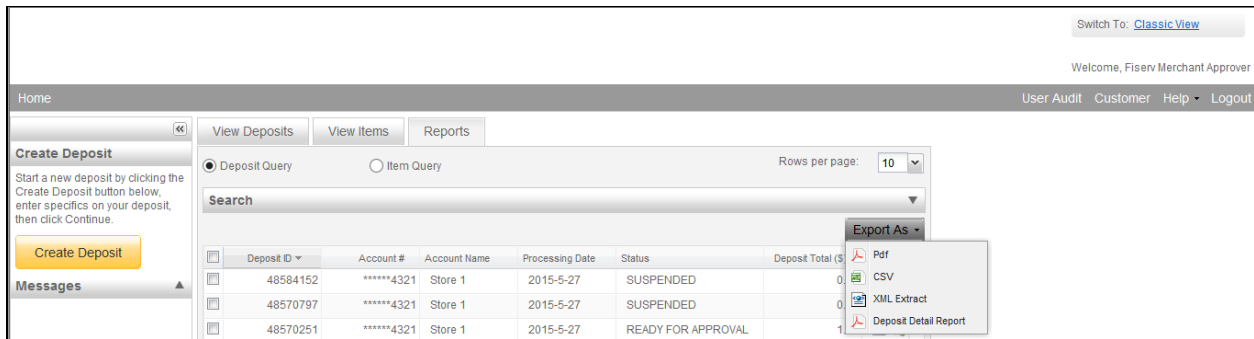 Switch To: Classic View
Welcome, Fiserv Merchant Approver
Home
User Audit Customer Help Logout
Create Deposit
Start a new deposit by clicking the
Create Deposit button below,
enter specifics on your deposit,
then click Continue.
Create Deposit
Messages
View Deposits View Items Reports
Deposit Query Item Query Rows per page: 10
Search
Export As
Pdf
CSV
XML Extract
Deposit Detail Report
Deposit ID Account # Account Name Processing Date Status Deposit Total ($
48584152 ******4321 Store 1 2015-5-27 SUSPENDED 0.
48570797 ******4321 Store 1 2015-5-27 SUSPENDED 0.
48570251 ******4321 Store 1 2015-5-27 READY FOR APPROVAL 1